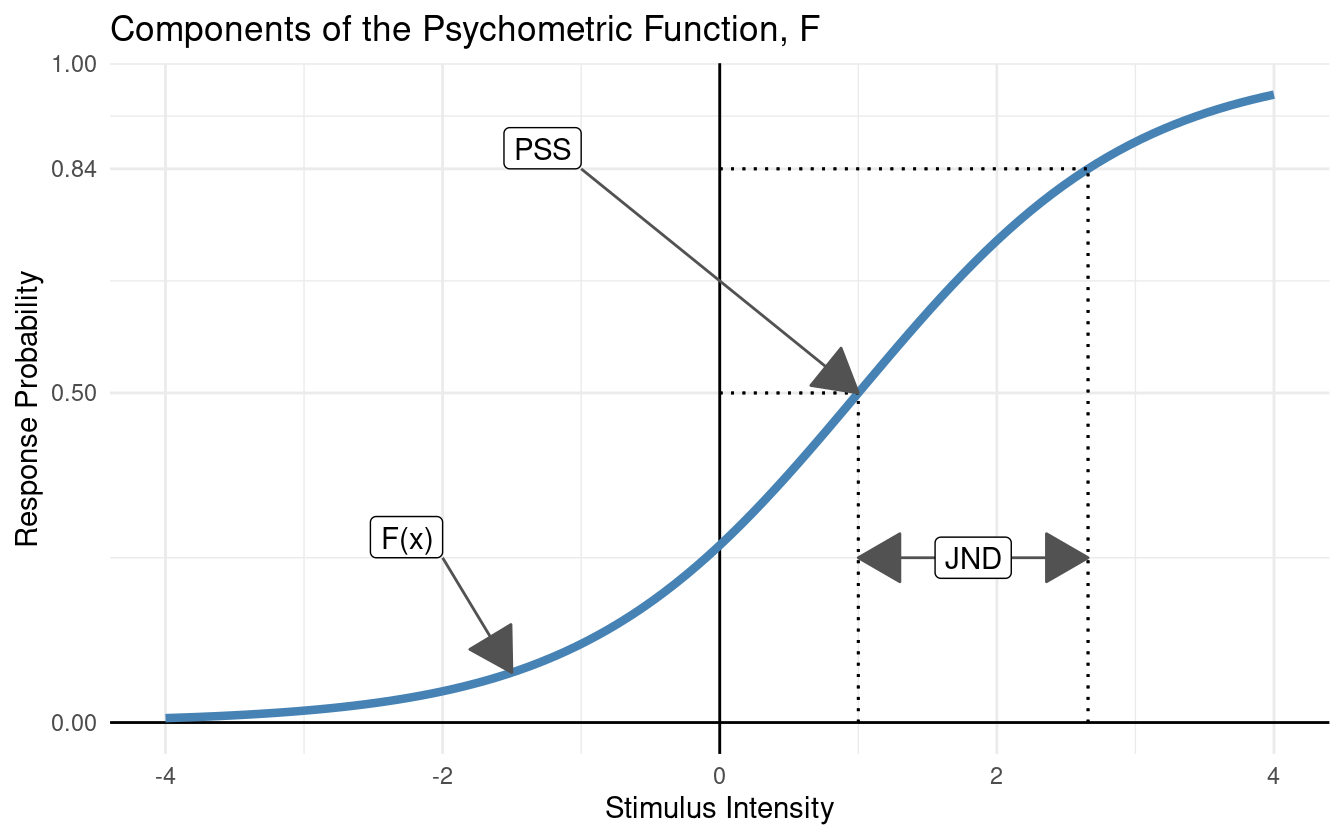 Components of the Psychometric Function, F
1.00
PSS
0.84
Response Probability
0.50
F(x)
JND
0.00
-4 -2 0 2 4
Stimulus Intensity